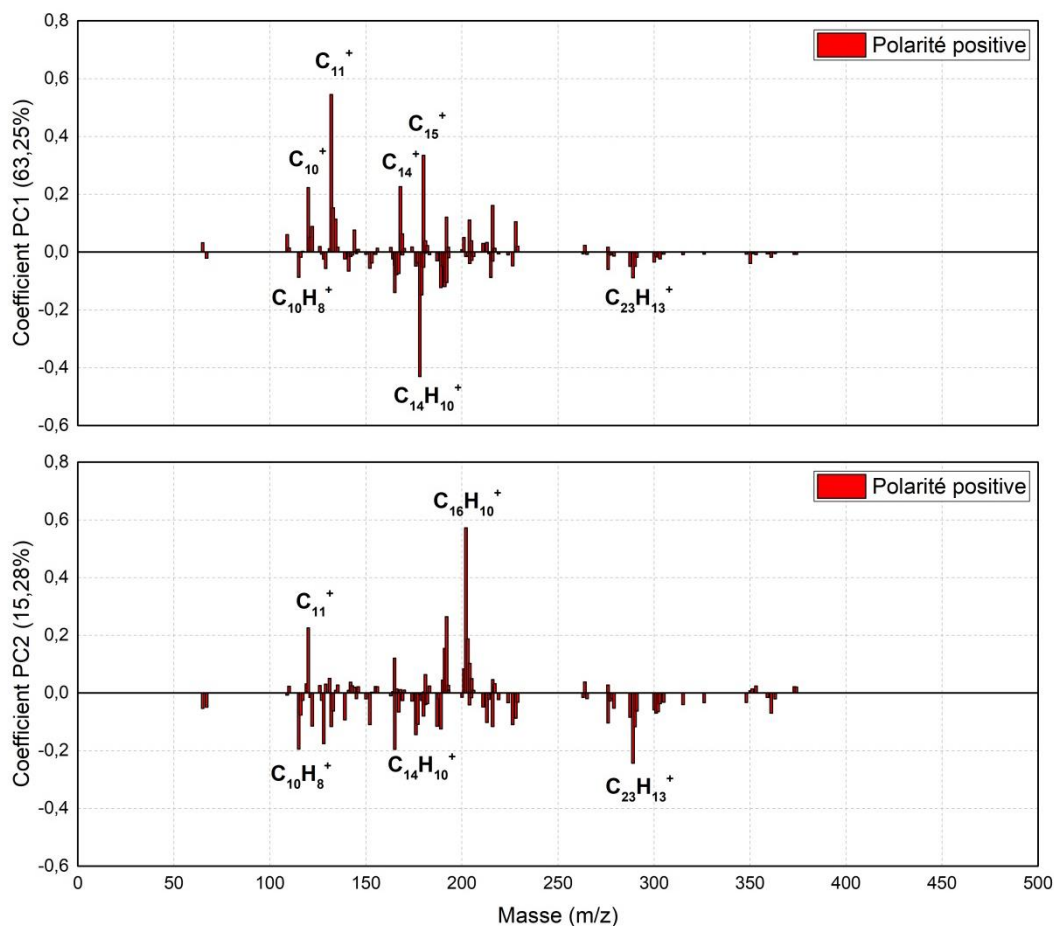 0,8
Polarité positive
C₁₁⁺
0,6
C₁₅⁺
0,4
C₁₀⁺
C₁₄⁺
0,2
0,0
C₁₀H₈⁺
C₂₃H₁₃⁺
-0,2
-0,4
C₁₄H₁₀⁺
-0,6
Coefficient PC1 (63,25%)
0,8
Polarité positive
C₁₆H₁₀⁺
0,6
0,4
C₁₁⁺
0,2
0,0
-0,2
C₁₀H₈⁺
C₁₄H₁₀⁺
C₂₃H₁₃⁺
-0,4
-0,6
Coefficient PC2 (15,28%)
0 50 100 150 200 250 300 350 400 450 500
Masse (m/z)